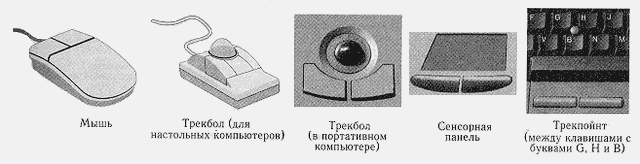 F G H J K
V B N M
Мышь
Трекбол (для
настольных компьютеров)
Трекбол
(в портативном
компьютере)
Сенсорная
панель
Трекпойнт
(между клавишами с
буквами G, H и B)